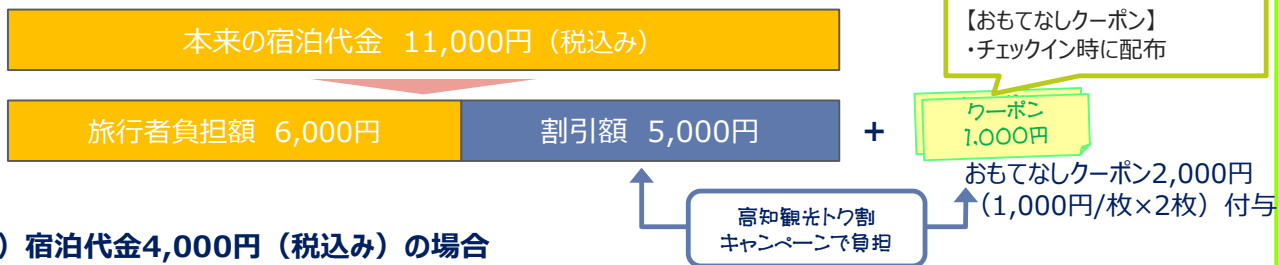 【おもてなしクーポン】
・チェックイン時に配布
本来の宿泊代金 11,000円（税込み）
旅行者負担額 6,000円
割引額 5,000円
+
クーポン
1,000円
おもてなしクーポン2,000円
（1,000円/枚×2枚）付与
高知観光トク割
キャンペーンで負担
）宿泊代金4,000円（税込み）の場合